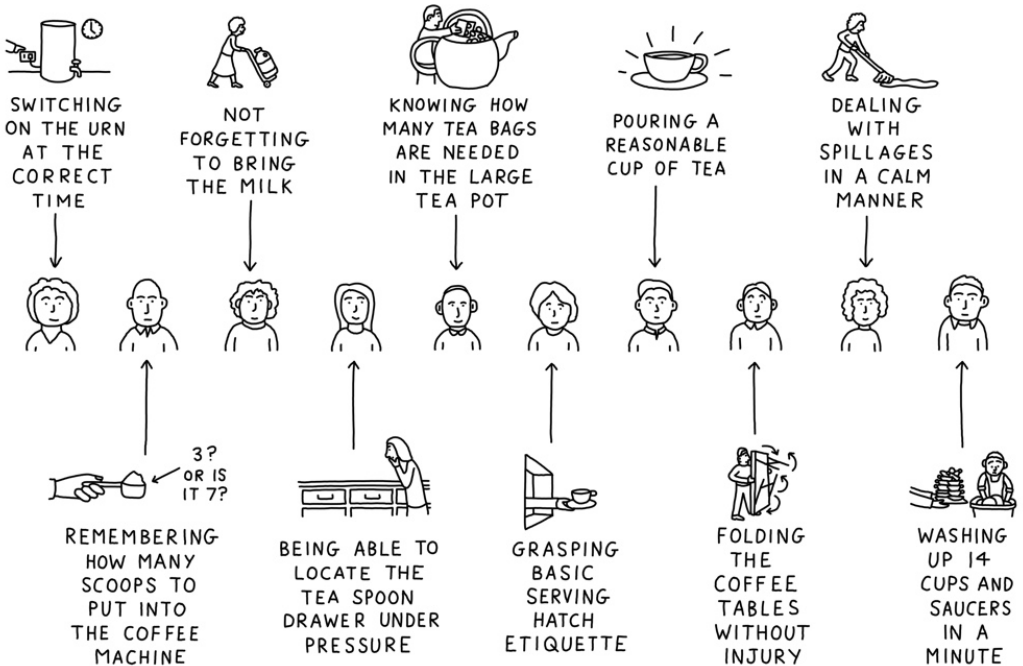 SWITCHING
ON THE URN
AT THE
CORRECT
TIME
NOT
FORGETTING
TO BRING
THE MILK
KNOWING HOW
MANY TEA BAGS
ARE NEEDED
IN THE LARGE
TEA POT
POURING A
REASONABLE
CUP OF TEA
DEALING
WITH
SPILLAGES
IN A CALM
MANNER
3?
OR IS
IT 7?
REMEMBERING
HOW MANY
SCOOPS TO
PUT INTO
THE COFFEE
MACHINE
BEING ABLE TO
LOCATE THE
TEA SPOON
DRAWER UNDER
PRESSURE
GRASPING
BASIC
SERVING
HATCH
ETIQUETTE
FOLDING
THE
COFFEE
TABLES
WITHOUT
INJURY
WASHING
UP 14
CUPS AND
SAUCERS
IN A
MINUTE